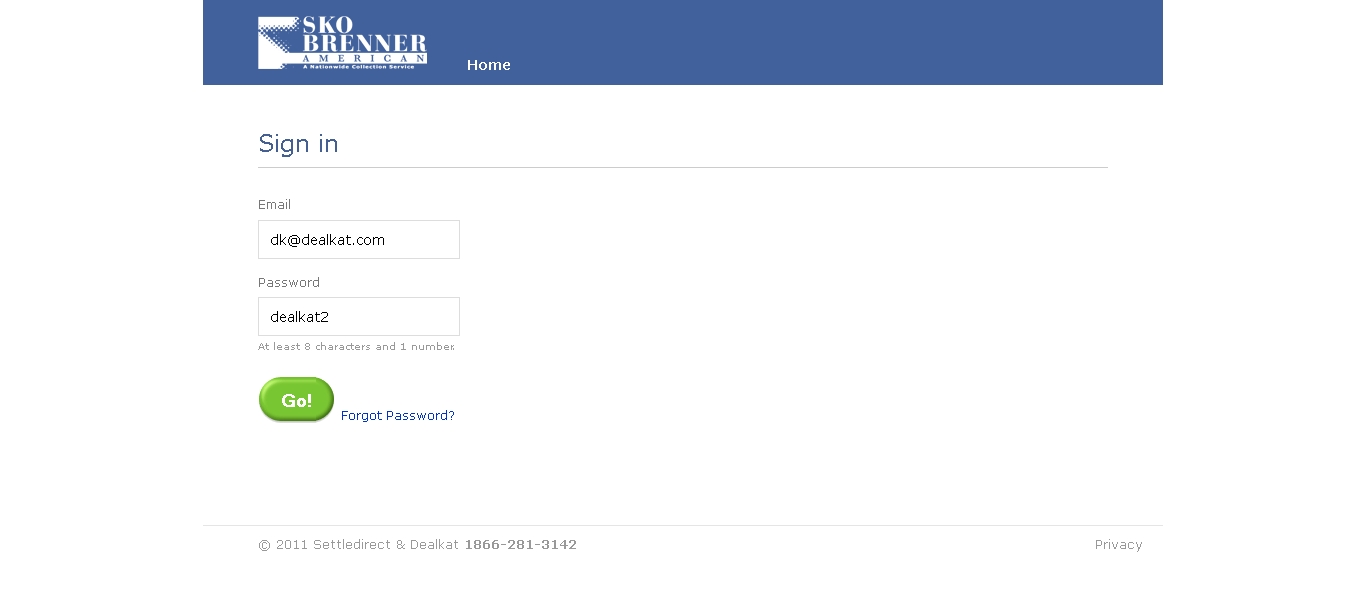 SKO
BRENNER
AMERICAN
A Nationwide Collection Service
Home
Sign in
Email
dk@dealkat.com
Password
dealkat2
At least 8 characters and 1 number.
Go!
Forgot Password?
© 2011 Settledirect & Dealkat 1866-281-3142
Privacy